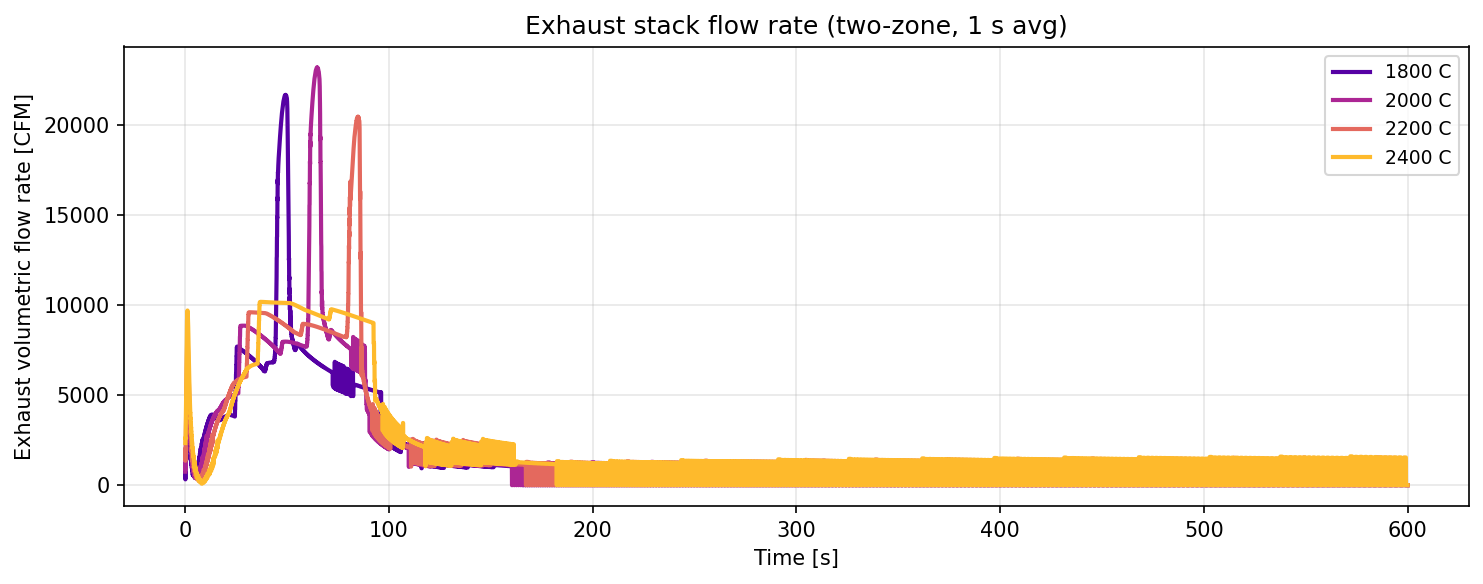 Exhaust stack flow rate (two-zone, 1 s avg)
Exhaust volumetric flow rate [CFM]
20000
15000
10000
5000
0
1800 C
2000 C
2200 C
2400 C
0 100 200 300 400 500 600
Time [s]